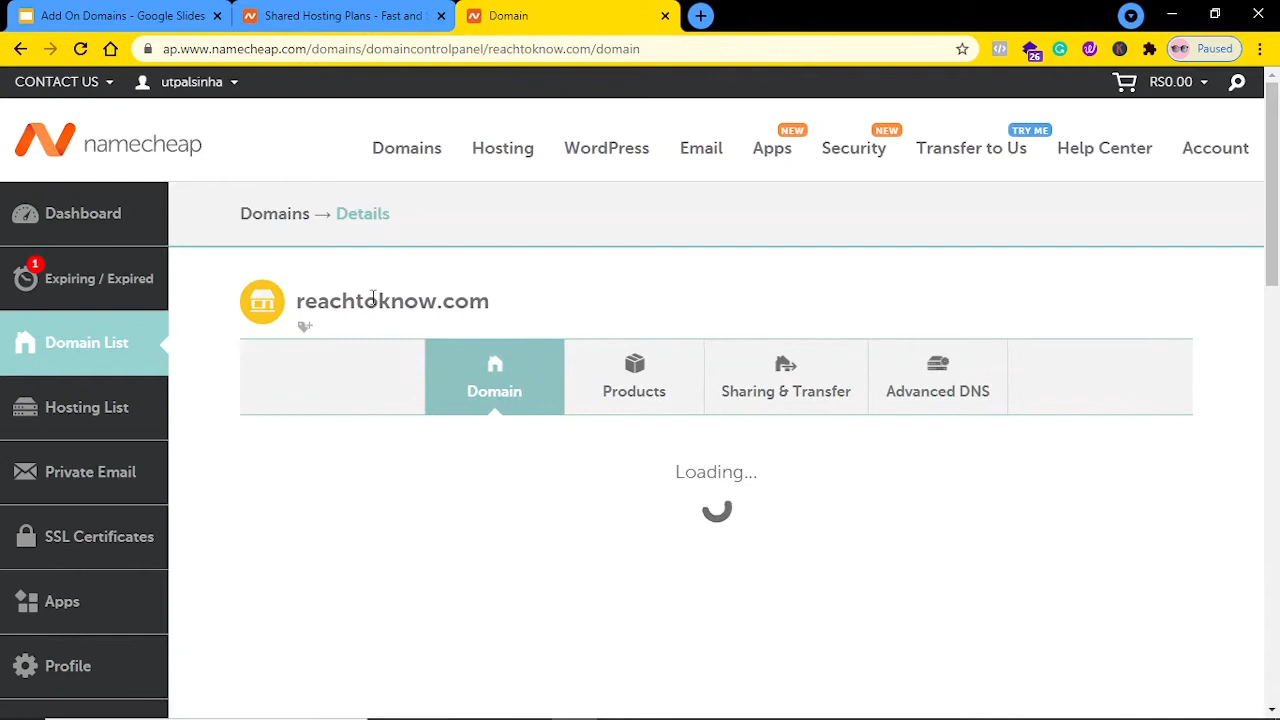 Add On Domains - Google Slides
Shared Hosting Plans - Fast and
Domain
ap.www.namecheap.com/domains/domaincontrolpanel/reachtoknow.com/domain
26
Paused
CONTACT US
utpalsinha
RS0.00
namecheap
Domains
Hosting
WordPress
Email
NEW
Apps
NEW
Security
TRY ME
Transfer to Us
Help Center
Account
Dashboard
1
Expiring / Expired
Domain List
Hosting List
Private Email
SSL Certificates
Apps
Profile
Domains → Details
reachtoknow.com
Domain
Products
Sharing & Transfer
Advanced DNS
Loading...